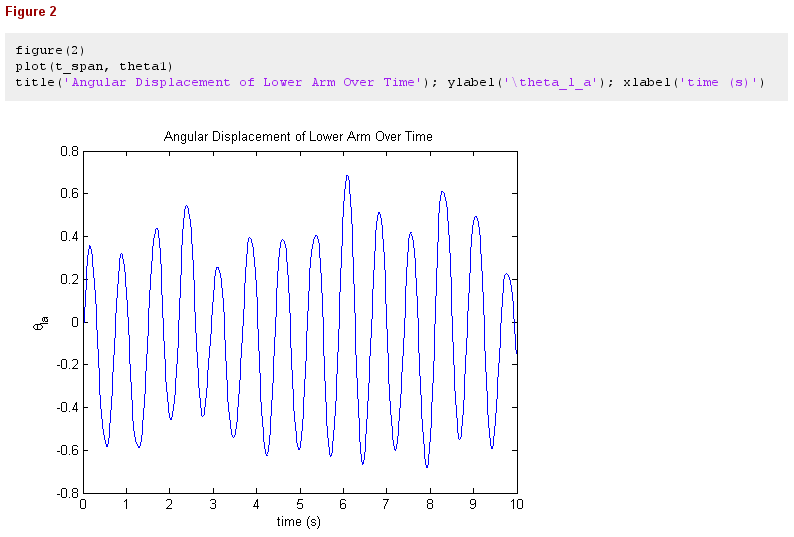 Figure 2
figure(2)
plot(t_span, theta1)
title('Angular Displacement of Lower Arm Over Time'); ylabel('\theta_l_a'); xlabel('time (s)')
Angular Displacement of Lower Arm Over Time
0.8
0.6
0.4
0.2
0
-0.2
-0.4
-0.6
-0.8
θla
0 1 2 3 4 5 6 7 8 9 10
time (s)